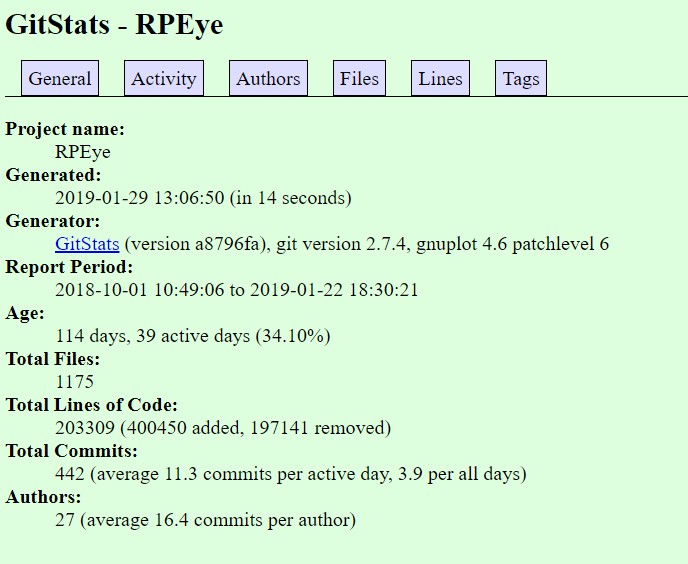 GitStats - RPEye
General Activity Authors Files Lines Tags
Project name:
RPEye
Generated:
2019-01-29 13:06:50 (in 14 seconds)
Generator:
GitStats (version a8796fa), git version 2.7.4, gnuplot 4.6 patchlevel 6
Report Period:
2018-10-01 10:49:06 to 2019-01-22 18:30:21
Age:
114 days, 39 active days (34.10%)
Total Files:
1175
Total Lines of Code:
203309 (400450 added, 197141 removed)
Total Commits:
442 (average 11.3 commits per active day, 3.9 per all days)
Authors:
27 (average 16.4 commits per author)